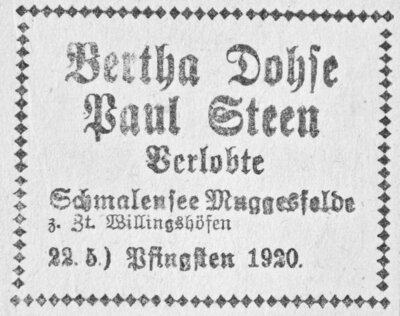 Bertha Dohse
Paul Steen
Verlobte
Schmalensee Muggesfelde
z. Zt. Willingshöfen
22. 5.) Pfingsten 1920.